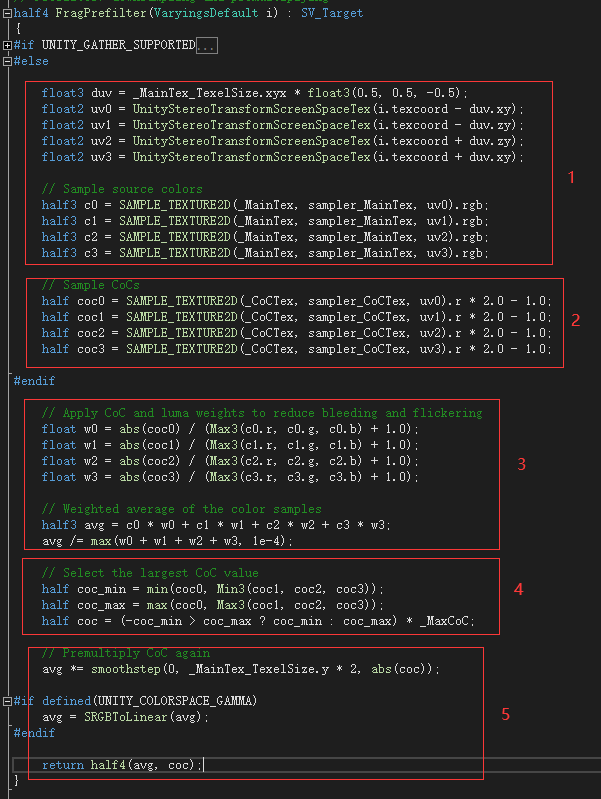 half4 FragPrefilter(VaryingsDefault i) : SV_Target
{
#if UNITY_GATHER_SUPPORTED...
#else
float3 duv = _MainTex_TexelSize.xyx * float3(0.5, 0.5, -0.5);
float2 uv0 = UnityStereoTransformScreenSpaceTex(i.texcoord - duv.xy);
float2 uv1 = UnityStereoTransformScreenSpaceTex(i.texcoord - duv.zy);
float2 uv2 = UnityStereoTransformScreenSpaceTex(i.texcoord + duv.zy);
float2 uv3 = UnityStereoTransformScreenSpaceTex(i.texcoord + duv.xy);
1
// Sample source colors
half3 c0 = SAMPLE_TEXTURE2D(_MainTex, sampler_MainTex, uv0).rgb;
half3 c1 = SAMPLE_TEXTURE2D(_MainTex, sampler_MainTex, uv1).rgb;
half3 c2 = SAMPLE_TEXTURE2D(_MainTex, sampler_MainTex, uv2).rgb;
half3 c3 = SAMPLE_TEXTURE2D(_MainTex, sampler_MainTex, uv3).rgb;
// Sample CoCs
half coc0 = SAMPLE_TEXTURE2D(_CoCTex, sampler_CoCTex, uv0).r * 2.0 - 1.0;
half coc1 = SAMPLE_TEXTURE2D(_CoCTex, sampler_CoCTex, uv1).r * 2.0 - 1.0;
2
half coc2 = SAMPLE_TEXTURE2D(_CoCTex, sampler_CoCTex, uv2).r * 2.0 - 1.0;
half coc3 = SAMPLE_TEXTURE2D(_CoCTex, sampler_CoCTex, uv3).r * 2.0 - 1.0;
#endif
// Apply CoC and luma weights to reduce bleeding and flickering
float w0 = abs(coc0) / (Max3(c0.r, c0.g, c0.b) + 1.0);
float w1 = abs(coc1) / (Max3(c1.r, c1.g, c1.b) + 1.0);
float w2 = abs(coc2) / (Max3(c2.r, c2.g, c2.b) + 1.0);
3
float w3 = abs(coc3) / (Max3(c3.r, c3.g, c3.b) + 1.0);
// Weighted average of the color samples
half3 avg = c0 * w0 + c1 * w1 + c2 * w2 + c3 * w3;
avg /= max(w0 + w1 + w2 + w3, 1e-4);
// Select the largest CoC value
half coc_min = min(coc0, Min3(coc1, coc2, coc3));
4
half coc_max = max(coc0, Max3(coc1, coc2, coc3));
half coc = (-coc_min > coc_max ? coc_min : coc_max) * _MaxCoC;
// Premultiply CoC again
avg *= smoothstep(0, _MainTex_TexelSize.y * 2, abs(coc));
#if defined(UNITY_COLORSPACE_GAMMA)
avg = SRGBToLinear(avg);
5
#endif
return half4(avg, coc);
}